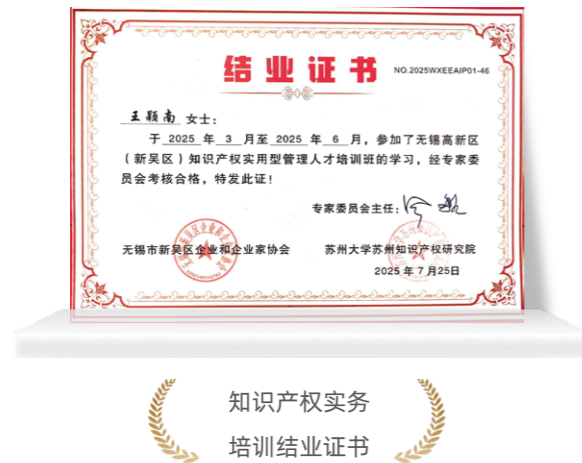 结业证书
NO.2025WXEEAIP01-46
王颖南 女士：
于 2025 年 3 月至 2025 年 6 月，参加了无锡高新区
（新吴区）知识产权实用型管理人才培训班的学习，经专家委
员会考核合格，特发此证！
专家委员会主任：
无锡市新吴区企业和企业家协会
苏州大学苏州知识产权研究院
2025 年 7 月25日
知识产权实务
培训结业证书